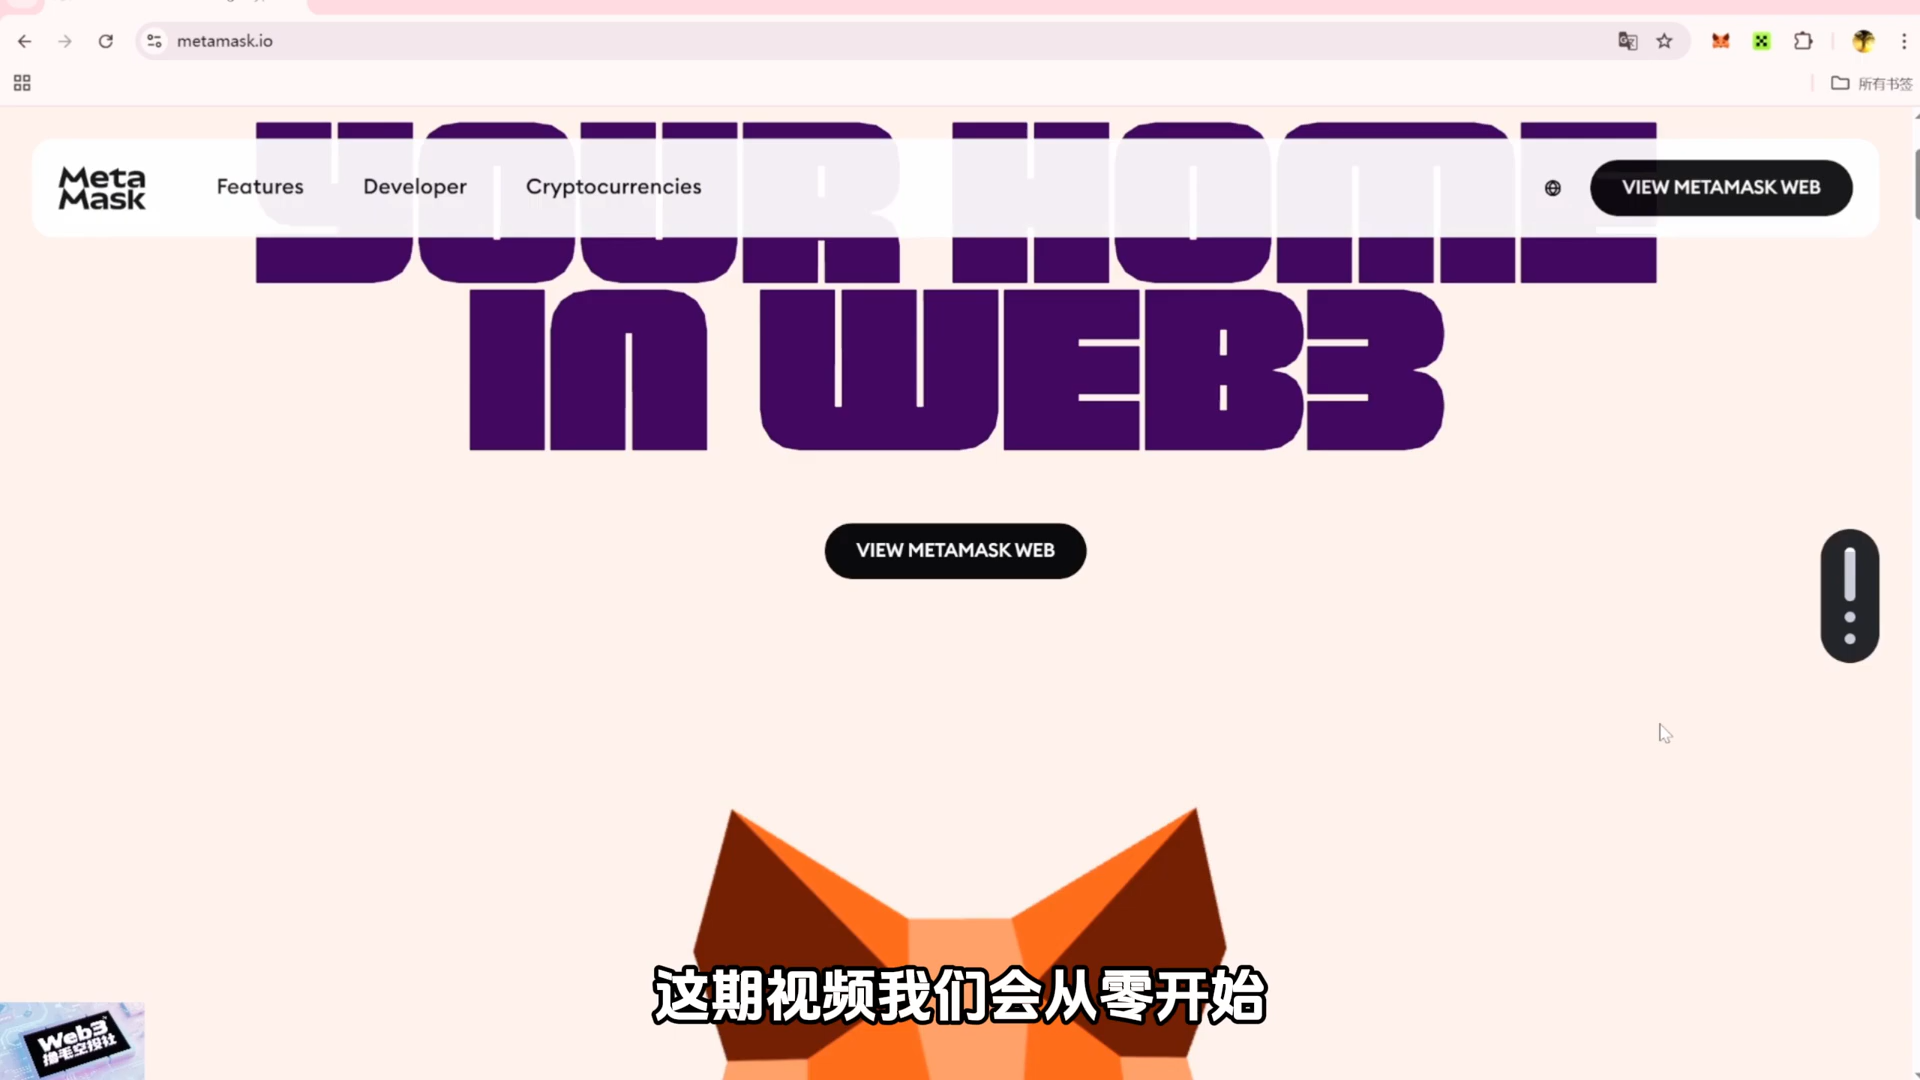 metamask.io
所有书签
Meta Mask
Features
Developer
Cryptocurrencies
VIEW METAMASK WEB
YOUR HOME
IN WEB3
VIEW METAMASK WEB
这期视频我们会从零开始
Web3
撸毛空投社